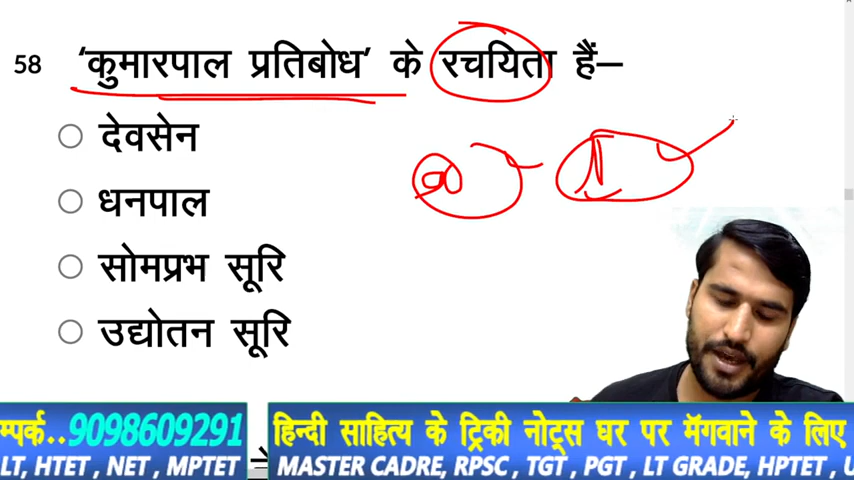 58 ‘कुमारपाल प्रतिबोध’ के रचयिता हैं–
देवसेन
धनपाल
सोमप्रभ सूरि
उद्योतन सूरि
म्पर्क..9098609291
हिन्दी साहित्य के ट्रिकी नोट्स घर पर मॅगवाने के लिए
LT, HTET , NET , MPTET
MASTER CADRE, RPSC , TGT , PGT , LT GRADE, HPTET , U